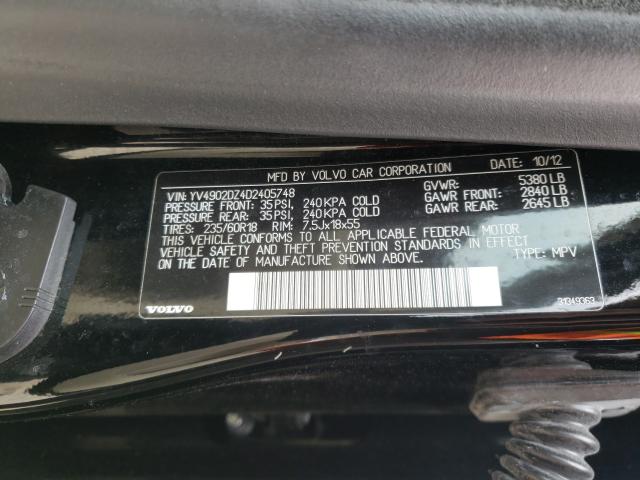 MFD BY VOLVO CAR CORPORATION DATE: 10/12
VIN: YV4902DZ4D2405748 GVWR: 5380 LB
PRESSURE FRONT: 35 PSI, 240 KPA COLD GAWR FRONT: 2840 LB
PRESSURE REAR: 35 PSI, 240 KPA COLD GAWR REAR: 2645 LB
TIRES: 235/60R18 RIM: 7.5Jx18x55
THIS VEHICLE CONFORMS TO ALL APPLICABLE FEDERAL MOTOR
VEHICLE SAFETY AND THEFT PREVENTION STANDARDS IN EFFECT
ON THE DATE OF MANUFACTURE SHOWN ABOVE. TYPE: MPV
VOLVO 31349363